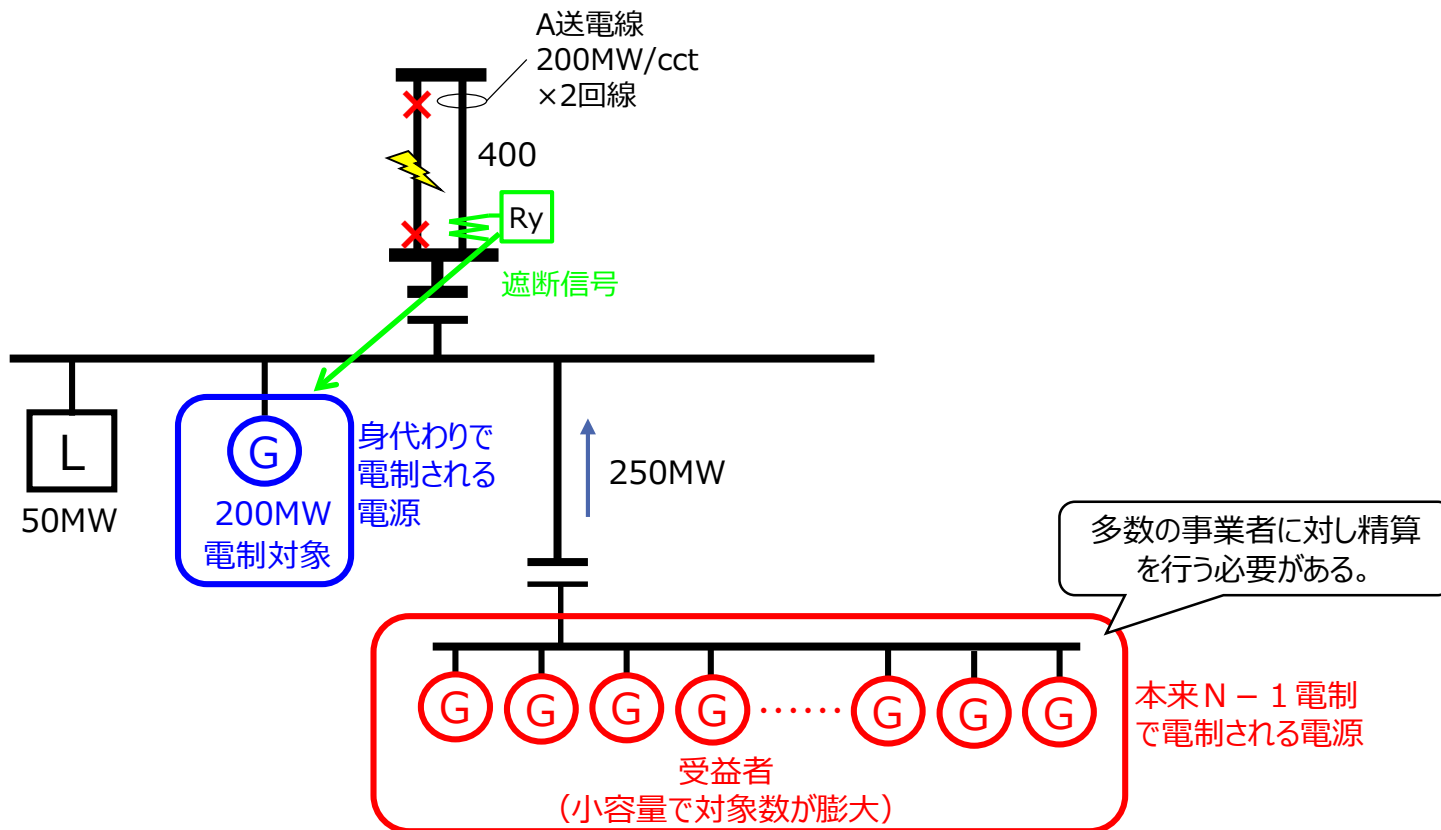 A送電線
200MW/cct
×2回線
400
Ry
遮断信号
L
50MW
G
200MW
電制対象
身代わりで
電制される
電源
250MW
多数の事業者に対し精算
を行う必要がある。
G
G
G
G
……
G
G
G
受益者
（小容量で対象数が膨大）
本来Ｎ－１電制
で電制される電源